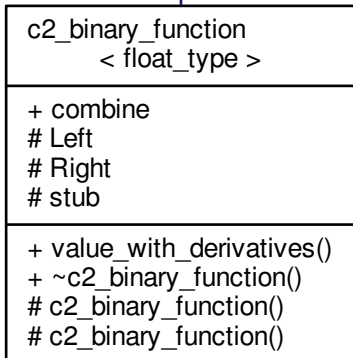 c2_binary_function
< float_type >
+ combine
# Left
# Right
# stub
+ value_with_derivatives()
+ ~c2_binary_function()
# c2_binary_function()
# c2_binary_function()